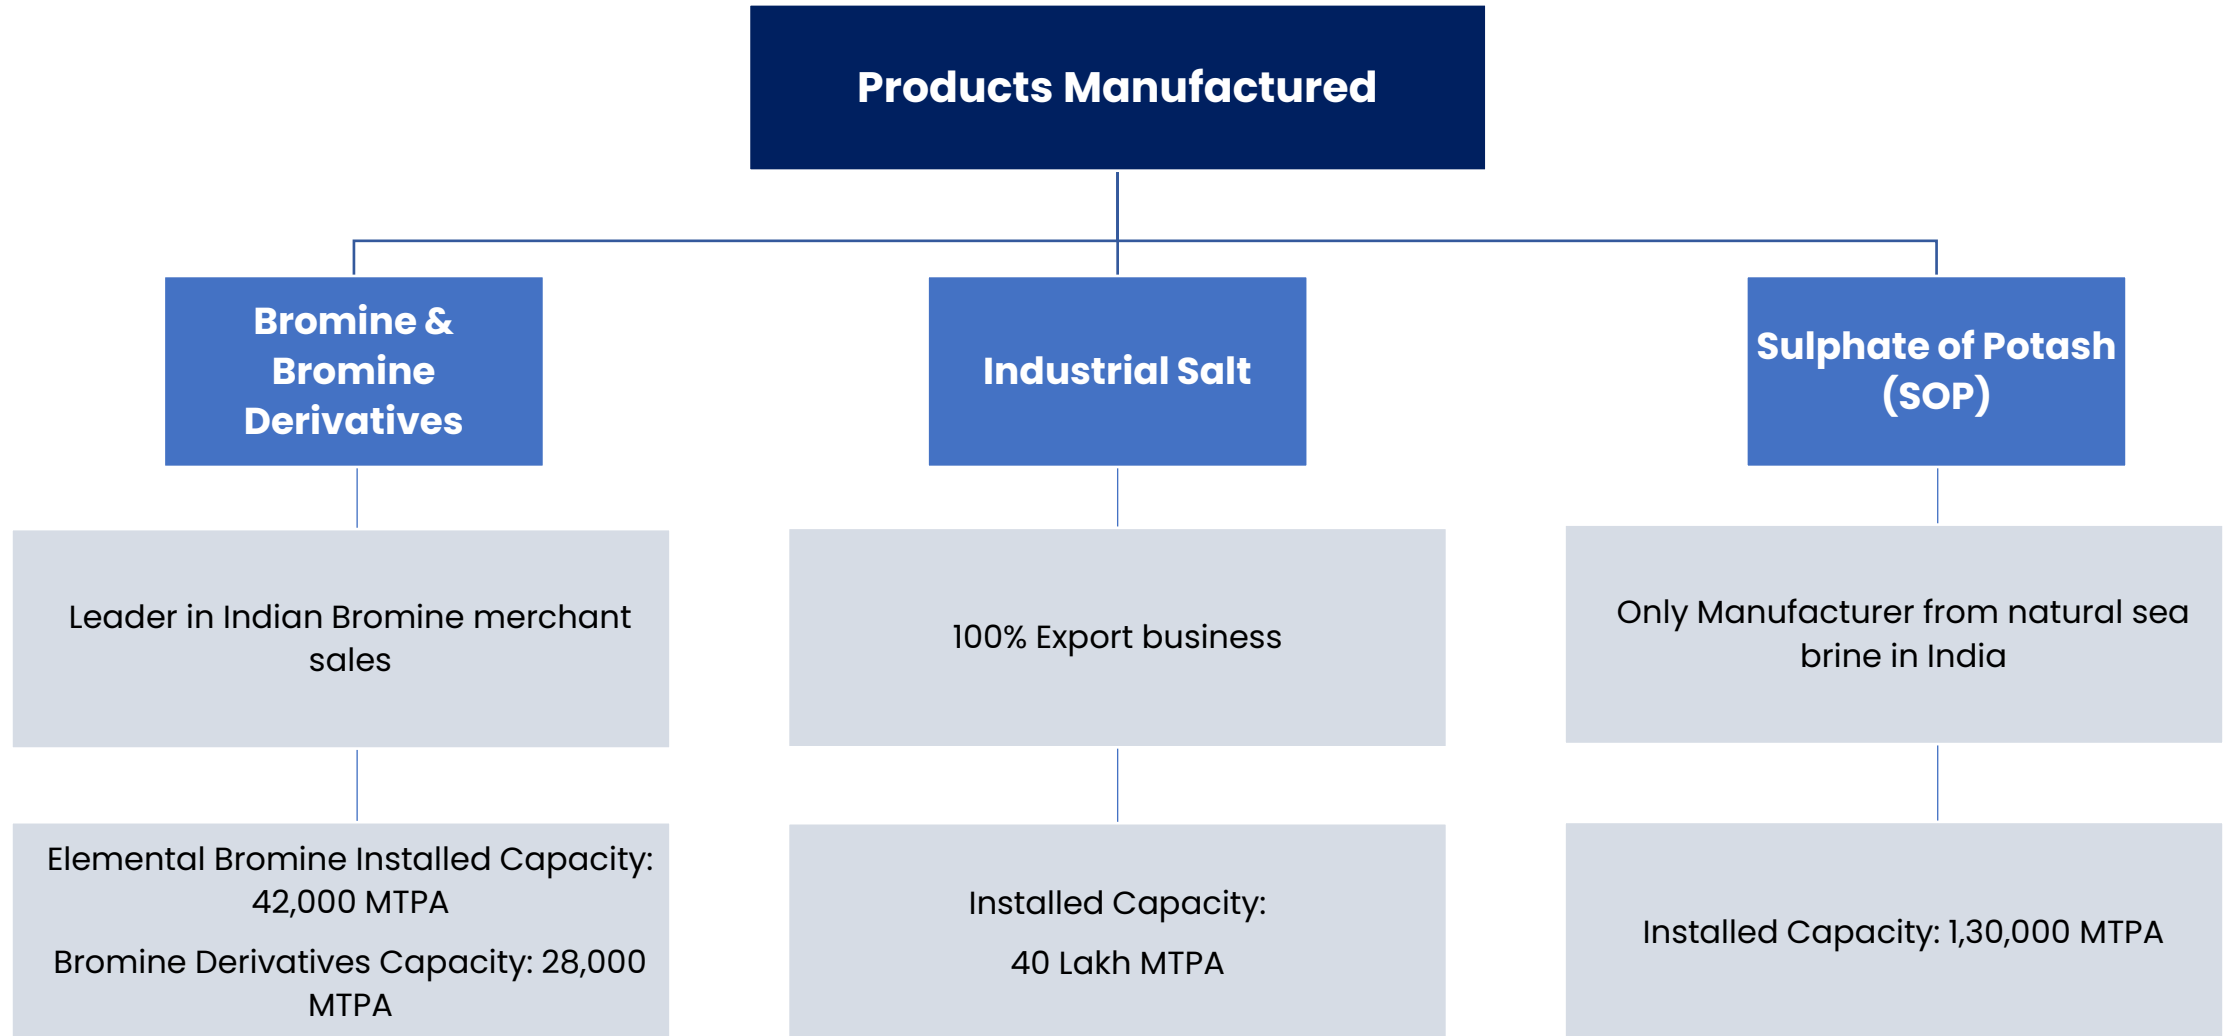 Products Manufactured
Bromine &
Bromine
Derivatives
Industrial Salt
Sulphate of Potash
(SOP)
Leader in Indian Bromine merchant
sales
100% Export business
Only Manufacturer from natural sea
brine in India
Elemental Bromine Installed Capacity:
42,000 MTPA
Bromine Derivatives Capacity: 28,000
MTPA
Installed Capacity:
40 Lakh MTPA
Installed Capacity: 1,30,000 MTPA